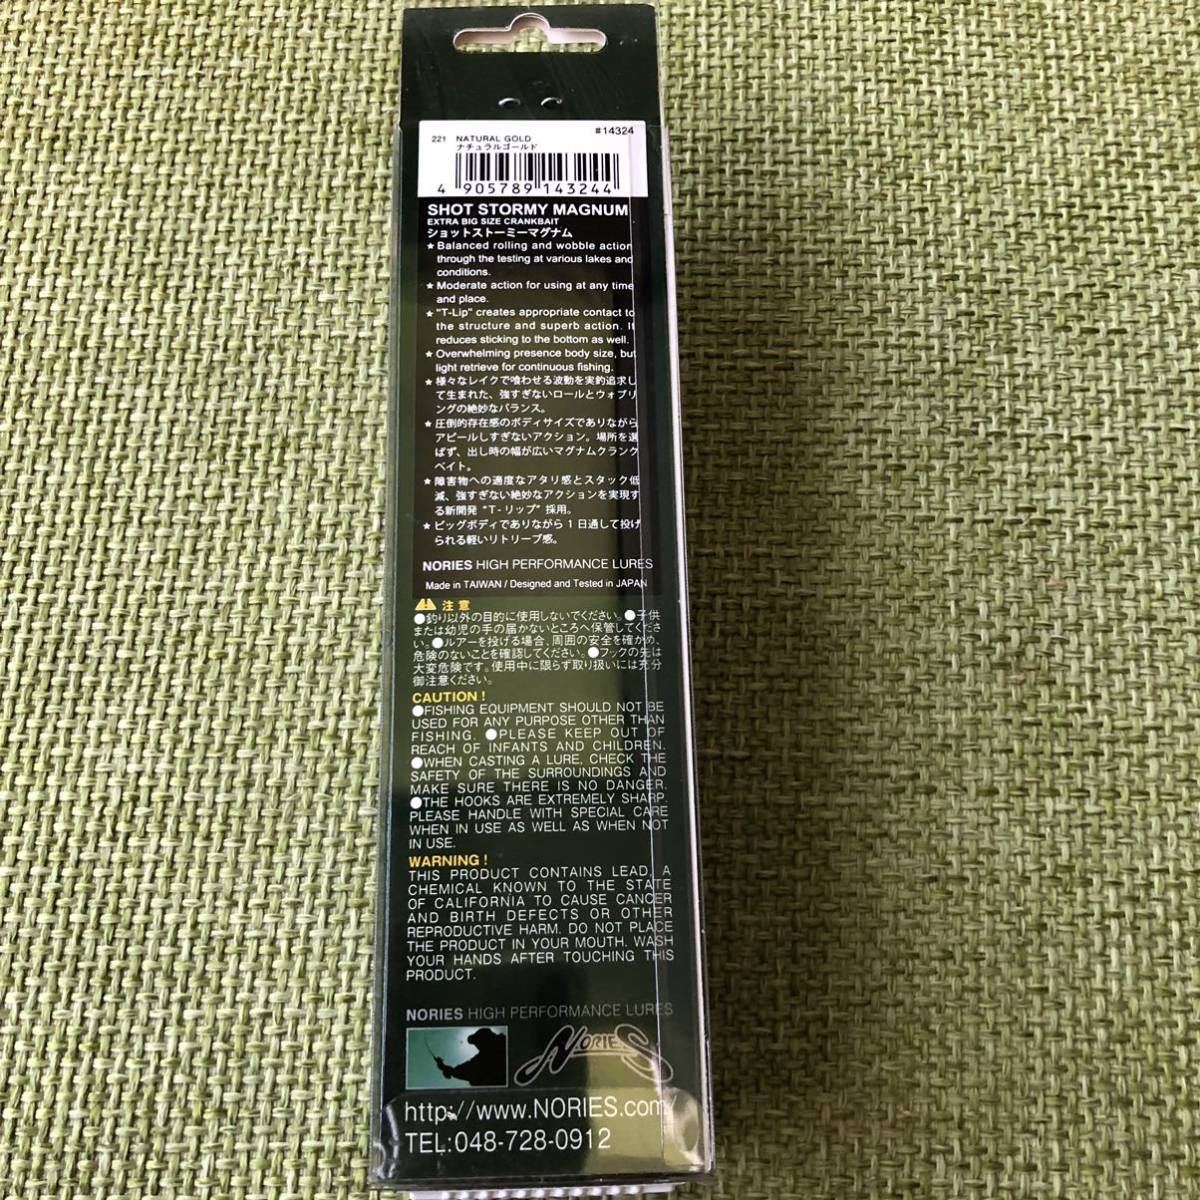 #14324
221 NATURAL GOLD
ナチュラルゴールド
4 905789 143244
SHOT STORMY MAGNUM
EXTRA BIG SIZE CRANKBAIT
ショットストーミーマグナム
★ Balanced rolling and wobble action
through the testing at various lakes and
conditions.
★ Moderate action for using at any time
and place.
★ "T-Lip" creates appropriate contact to
the structure and superb action. It
reduces sticking to the bottom as well.
★ Overwhelming presence body size, but
light retrieve for continuous fishing.
★ 様々なレイクで喰わせる波動を実釣追求し
て生まれた、強すぎないロールとウォブリ
ングの絶妙なバランス。
★ 圧倒的存在感のボディサイズでありながら
アピールしすぎないアクション。場所を選
ばず、出し時の幅が広いマグナムクランク
ベイト。
★ 障害物への適度なアタリ感とスタック低
減、強すぎない絶妙なアクションを実現す
る新開発 "T-リップ" 採用。
★ ビッグボディでありながら1日通して投げ
られる軽いリトリーブ感。
NORIES HIGH PERFORMANCE LURES
Made in TAIWAN / Designed and Tested in JAPAN
注意
●釣り以外の目的に使用しないでください。●子供
または幼児の手の届かないところへ保管してくださ
い。●ルアーを投げる場合、周囲の安全を確かめ、
危険のないことを確認してください。●フックの先は
大変危険です。使用中に限らず取り扱いには充分
御注意ください。
CAUTION!
●FISHING EQUIPMENT SHOULD NOT BE
USED FOR ANY PURPOSE OTHER THAN
FISHING. ●PLEASE KEEP OUT OF
REACH OF INFANTS AND CHILDREN.
●WHEN CASTING A LURE, CHECK THE
SAFETY OF THE SURROUNDINGS AND
MAKE SURE THERE IS NO DANGER.
●THE HOOKS ARE EXTREMELY SHARP.
PLEASE HANDLE WITH SPECIAL CARE
WHEN IN USE AS WELL AS WHEN NOT
IN USE.
WARNING!
THIS PRODUCT CONTAINS LEAD, A
CHEMICAL KNOWN TO THE STATE
OF CALIFORNIA TO CAUSE CANCER
AND BIRTH DEFECTS OR OTHER
REPRODUCTIVE HARM. DO NOT PLACE
THE PRODUCT IN YOUR MOUTH. WASH
YOUR HANDS AFTER TOUCHING THIS
PRODUCT.
NORIES HIGH PERFORMANCE LURES
NORIES
http://www.NORIES.com/
TEL:048-728-0912